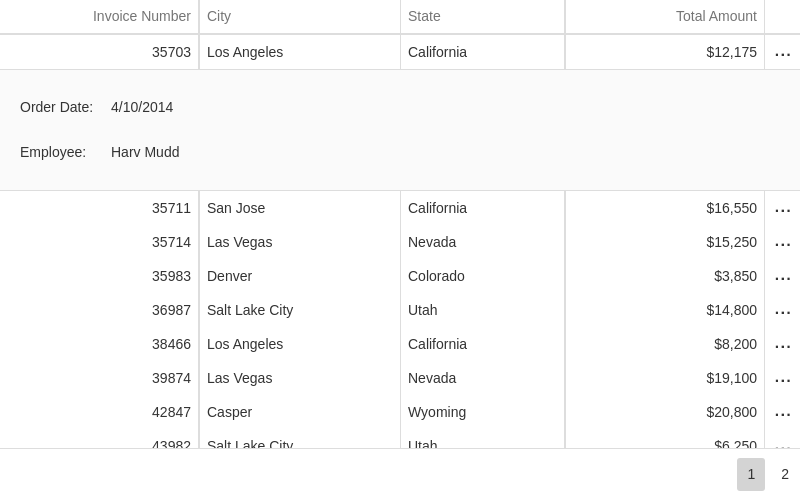 Invoice Number City State Total Amount
35703 Los Angeles California $12,175 ...
Order Date: 4/10/2014
Employee: Harv Mudd
35711 San Jose California $16,550 ...
35714 Las Vegas Nevada $15,250 ...
35983 Denver Colorado $3,850 ...
36987 Salt Lake City Utah $14,800 ...
38466 Los Angeles California $8,200 ...
39874 Las Vegas Nevada $19,100 ...
42847 Casper Wyoming $20,800 ...
43982 Salt Lake City Utah $6,250 ...
1 2